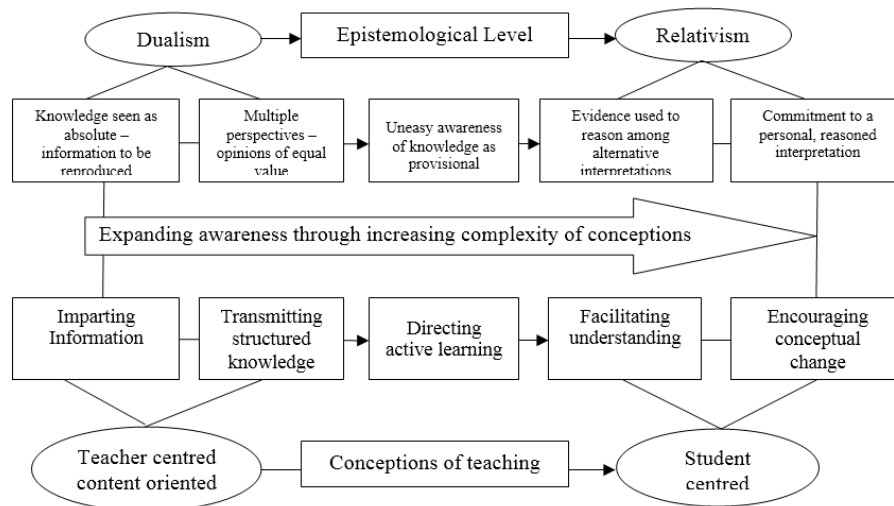 Dualism
Epistemological Level
Relativism
Knowledge seen as
absolute –
information to be
reproduced
Multiple
perspectives –
opinions of equal
value
Uneasy awareness
of knowledge as
provisional
Evidence used to
reason among
alternative
interpretations
Commitment to a
personal, reasoned
interpretation
Expanding awareness through increasing complexity of conceptions
Imparting
Information
Transmitting
structured
knowledge
Directing
active learning
Facilitating
understanding
Encouraging
conceptual
change
Teacher centred
content oriented
Conceptions of teaching
Student
centred